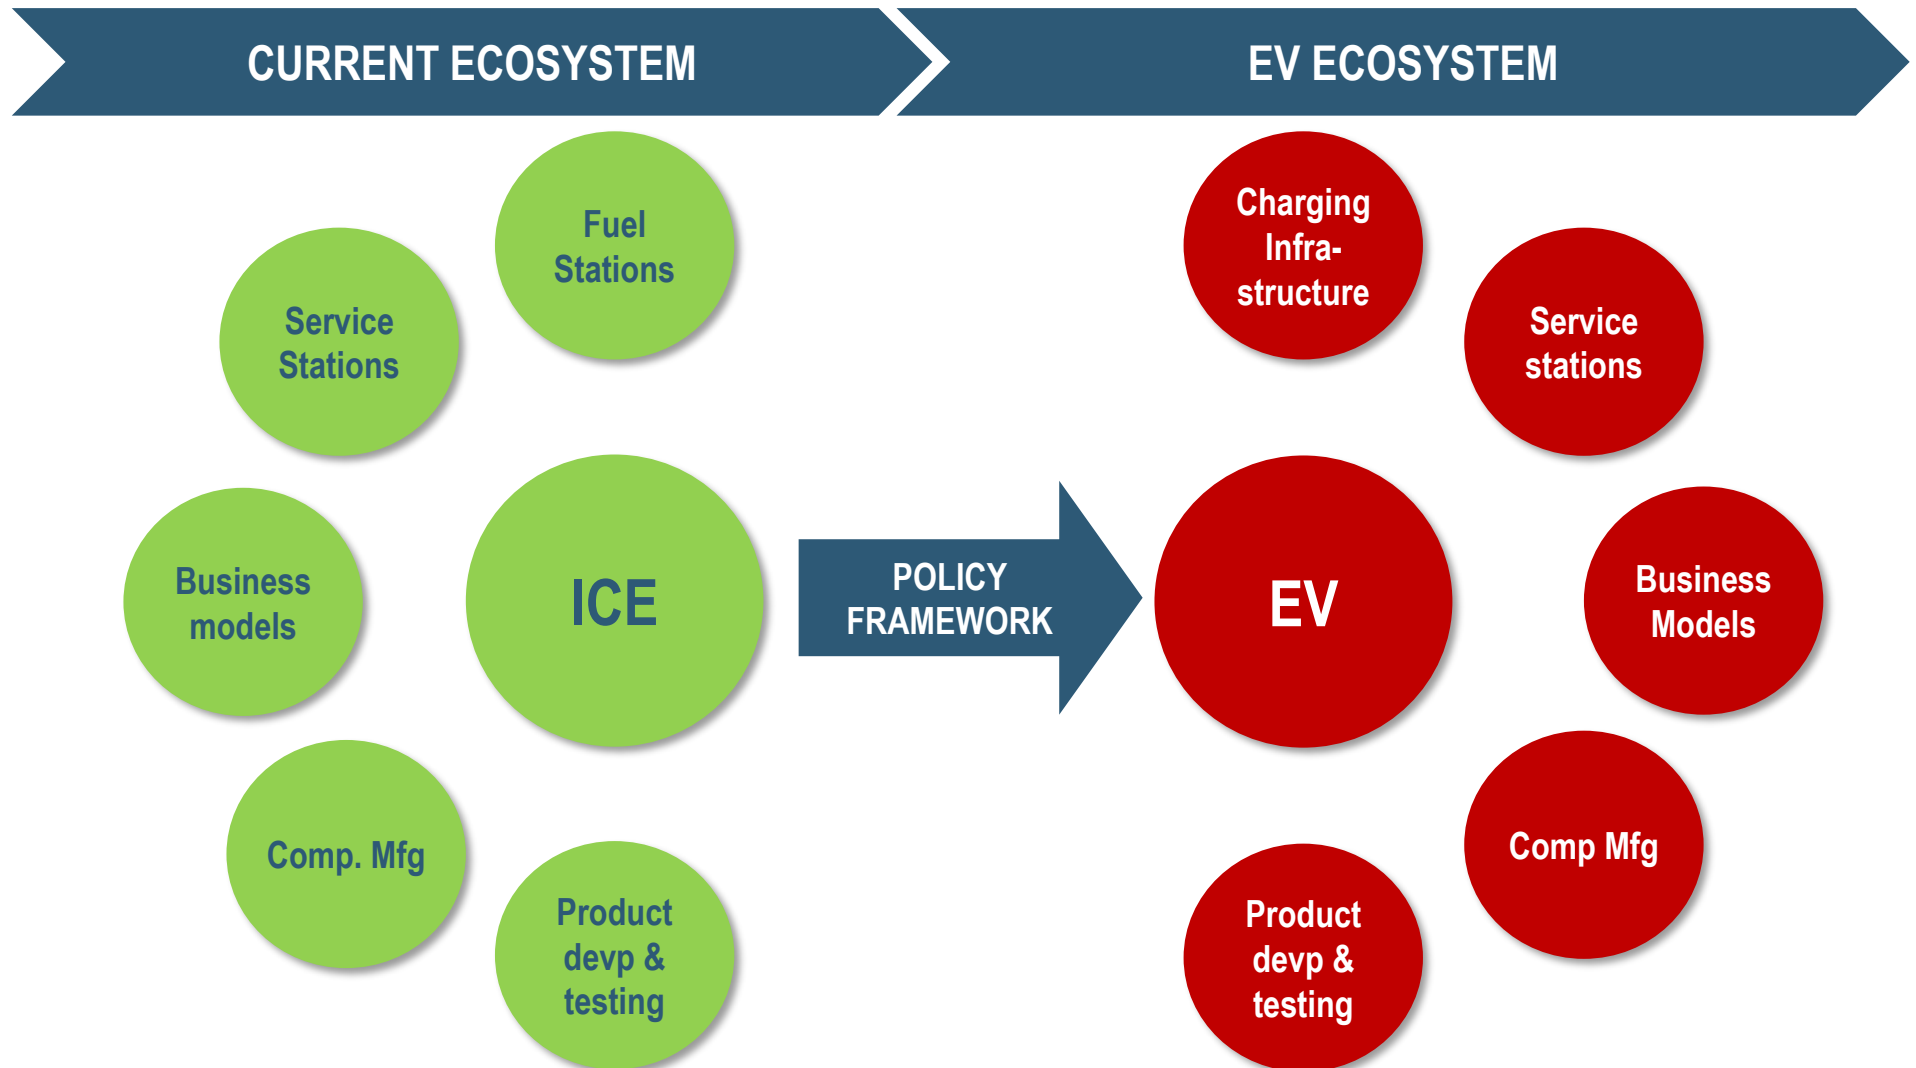 CURRENT ECOSYSTEM
EV ECOSYSTEM
Fuel
Stations
Service
Stations
Business
models
ICE
Comp. Mfg
Product
devp &
testing
POLICY
FRAMEWORK
Charging
Infra-
structure
Service
stations
EV
Business
Models
Comp Mfg
Product
devp &
testing